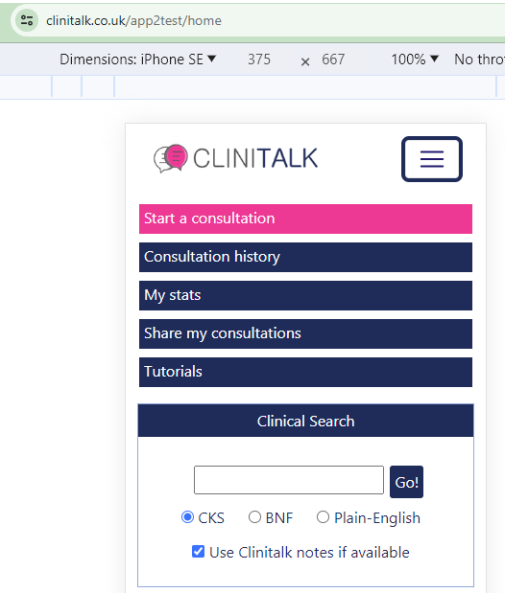 clinitalk.co.uk/app2test/home
Dimensions: iPhone SE ▼ 375 x 667 100% ▼ No thro
CLINITALK
Start a consultation
Consultation history
My stats
Share my consultations
Tutorials
Clinical Search
Go!
CKS BNF Plain-English
Use Clinitalk notes if available